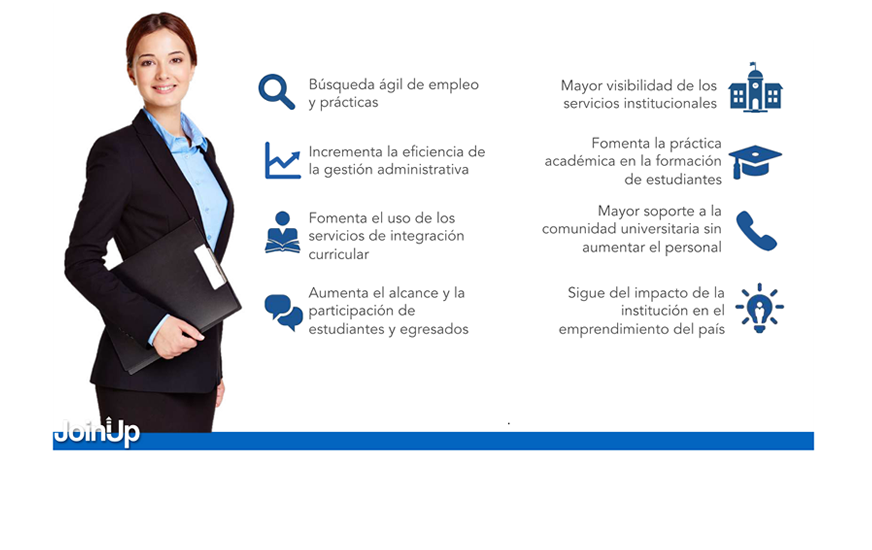 Búsqueda ágil de empleo
y prácticas
Incrementa la eficiencia de
la gestión administrativa
Fomenta el uso de los
servicios de integración
curricular
Aumenta el alcance y la
participación de
estudiantes y egresados
Mayor visibilidad de los
servicios institucionales
Fomenta la práctica
académica en la formación
de estudiantes
Mayor soporte a la
comunidad universitaria sin
aumentar el personal
Sigue del impacto de la
institución en el
emprendimiento del país
.
JoinUp